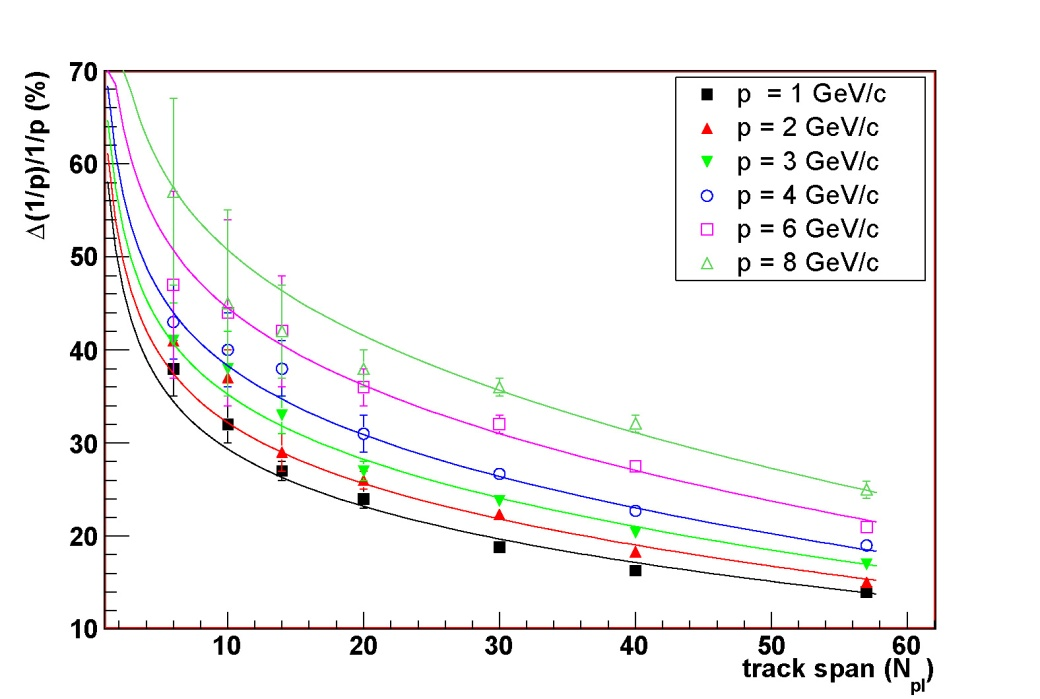 Δ(1/p)/1/p (%)
70
60
50
40
30
20
10
p = 1 GeV/c
p = 2 GeV/c
p = 3 GeV/c
p = 4 GeV/c
p = 6 GeV/c
p = 8 GeV/c
10 20 30 40 50 60
track span (N_pl)